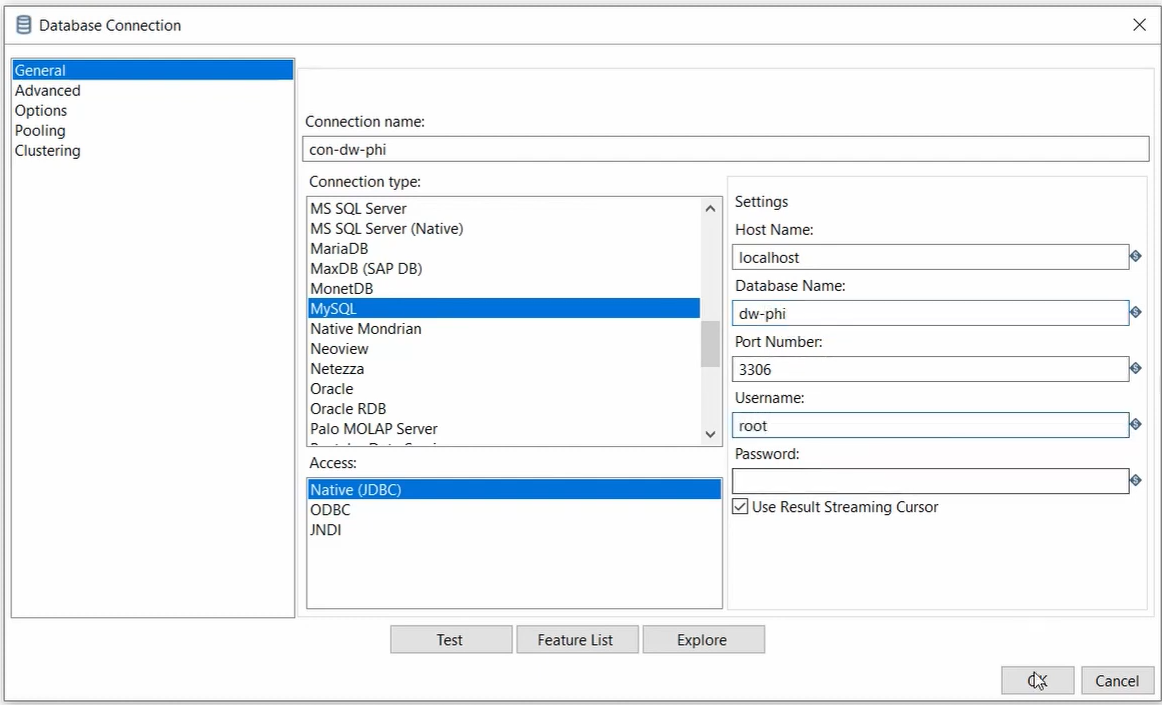 Database Connection
General
Advanced
Options
Pooling
Clustering
Connection name:
con-dw-phi
Connection type:
MS SQL Server
MS SQL Server (Native)
MariaDB
MaxDB (SAP DB)
MonetDB
MySQL
Native Mondrian
Neoview
Netezza
Oracle
Oracle RDB
Palo MOLAP Server
Access:
Native (JDBC)
ODBC
JNDI
Settings
Host Name:
localhost
Database Name:
dw-phi
Port Number:
3306
Username:
root
Password:
Use Result Streaming Cursor
Test
Feature List
Explore
OK
Cancel